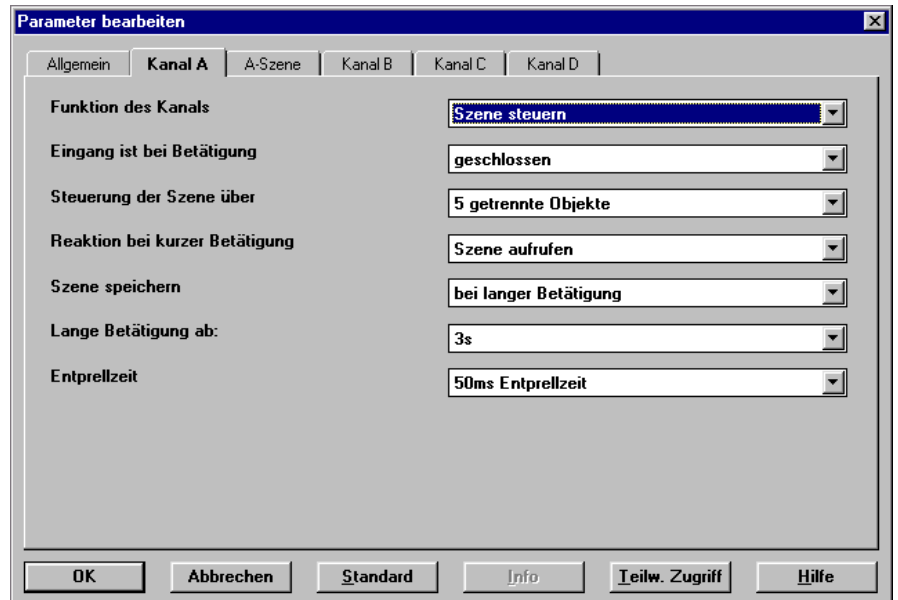 Parameter bearbeiten
Allgemein Kanal A A-Szene Kanal B Kanal C Kanal D
Funktion des Kanals Szene steuern
Eingang ist bei Betätigung geschlossen
Steuerung der Szene über 5 getrennte Objekte
Reaktion bei kurzer Betätigung Szene aufrufen
Szene speichern bei langer Betätigung
Lange Betätigung ab: 3s
Entprellzeit 50ms Entprellzeit
OK Abbrechen Standard Info Teilw. Zugriff Hilfe